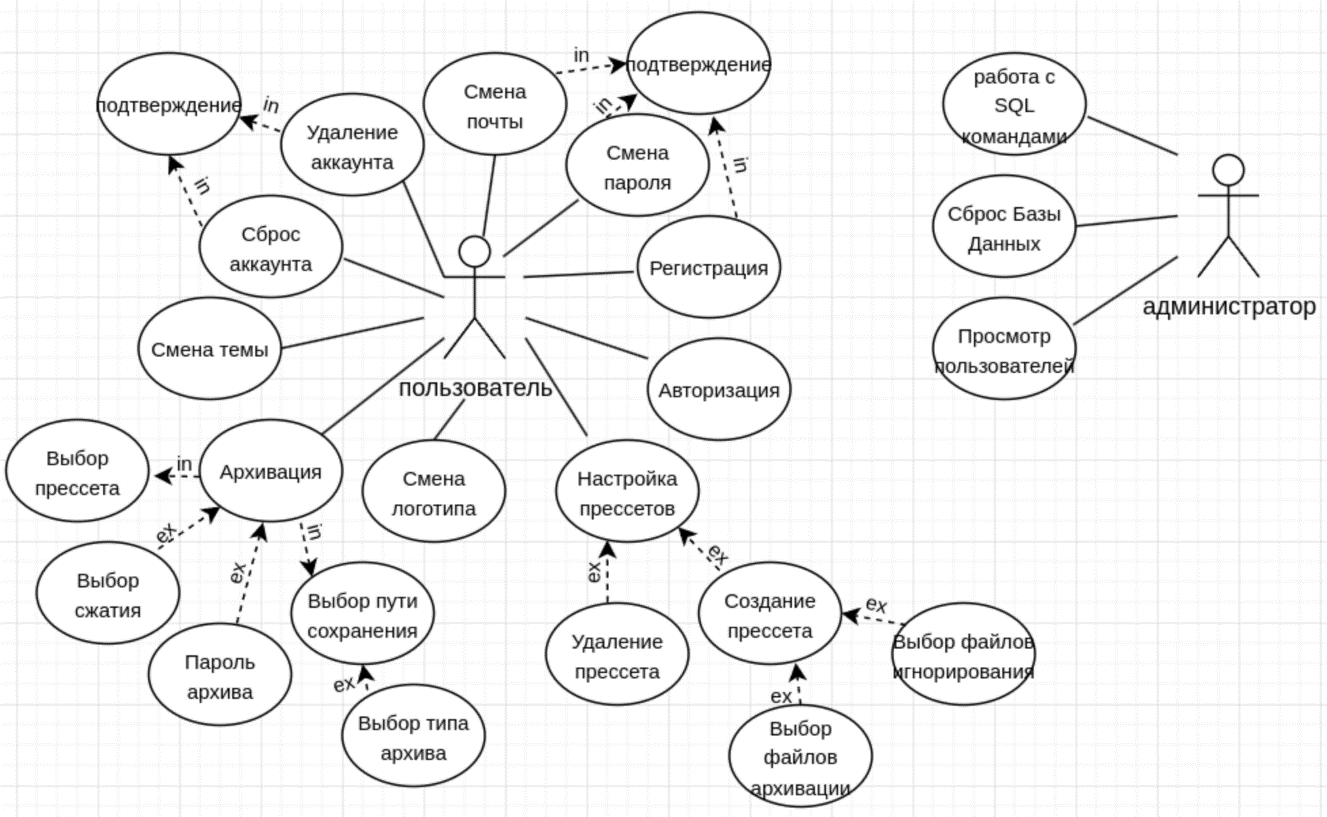 подтверждение
in
Удаление
аккаунта
in
Сброс
аккаунта
Смена темы
Смена
почты
in
подтверждение
in
Смена
пароля
in
Регистрация
Авторизация
пользователь
Архивация
in
Выбор
прессета
ex
Выбор
сжатия
ex
Пароль
архива
in
Выбор пути
сохранения
ex
Выбор типа
архива
Смена
логотипа
Настройка
прессетов
ex
Удаление
прессета
ex
Создание
прессета
ex
Выбор файлов
игнорирования
ex
Выбор
файлов
архивации
работа с
SQL
командами
Сброс Базы
Данных
Просмотр
пользователей
администратор